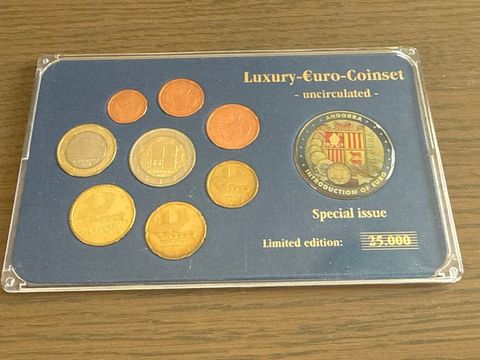 Luxury-€uro-Coinset
- uncirculated -
· ANDORRA ·
INTRODUCTION OF EURO
Special issue
Limited edition: 25.000